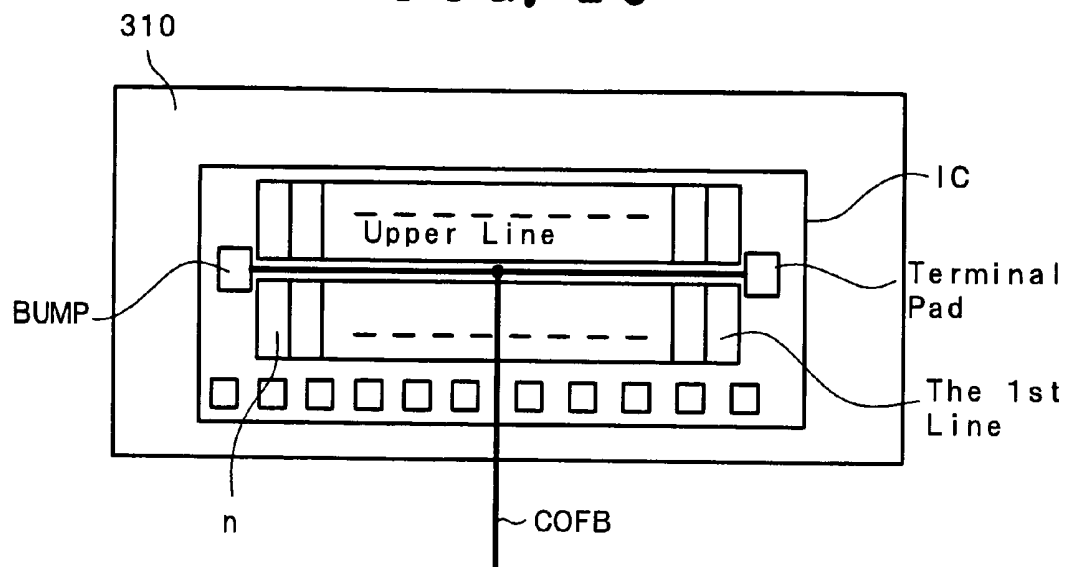 310
IC
Upper Line
Terminal
Pad
BUMP
The 1st
Line
n
COFB